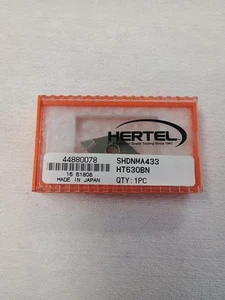 HERTEL
44880078
SHDNMA433
HT630BN
16 B1808
MADE IN JAPAN
QTY: 1PC